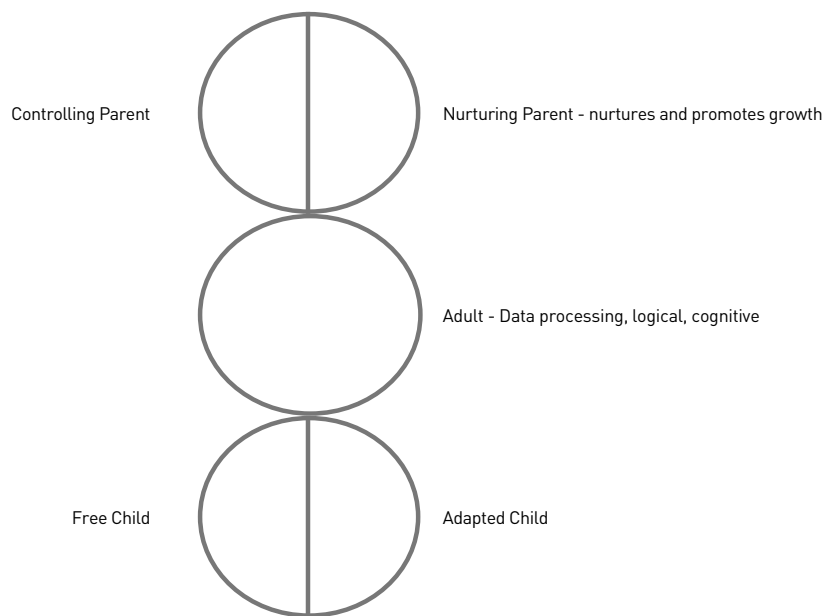 Controlling Parent
Nurturing Parent - nurtures and promotes growth
Adult - Data processing, logical, cognitive
Free Child
Adapted Child